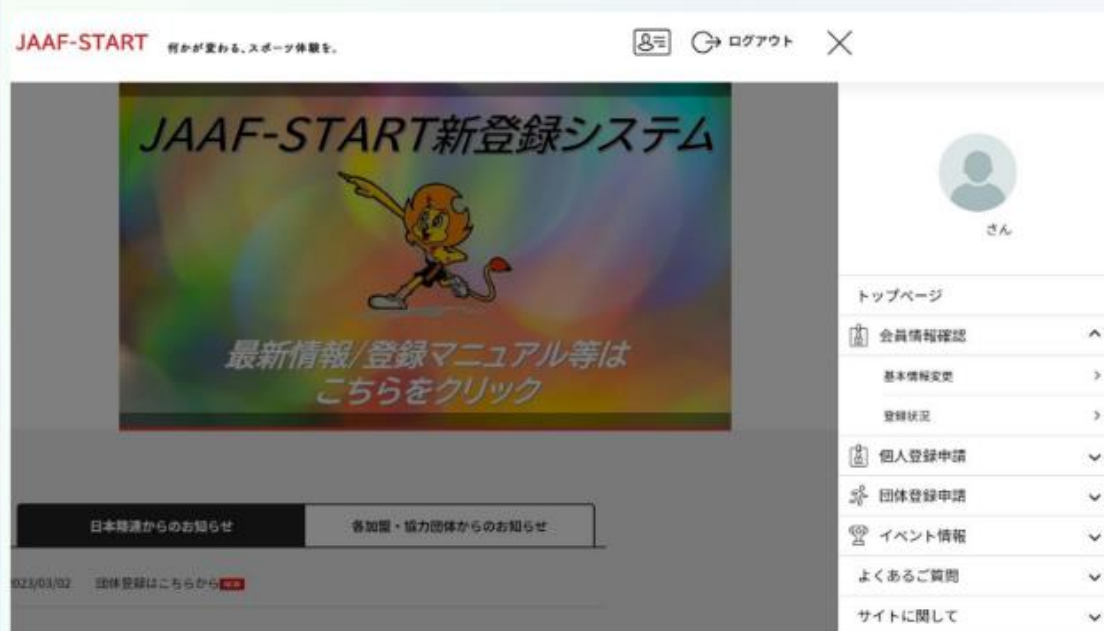 JAAF-START 何かが変わる、スポーツ体験を。
ログアウト
JAAF-START新登録システム
最新情報/登録マニュアル等は
こちらをクリック
日本陸連からのお知らせ
各加盟・協力団体からのお知らせ
023/03/02 団体登録はこちらから NEW
さん
トップページ
会員情報確認
基本情報変更
登録状況
個人登録申請
団体登録申請
イベント情報
よくあるご質問
サイトに関して